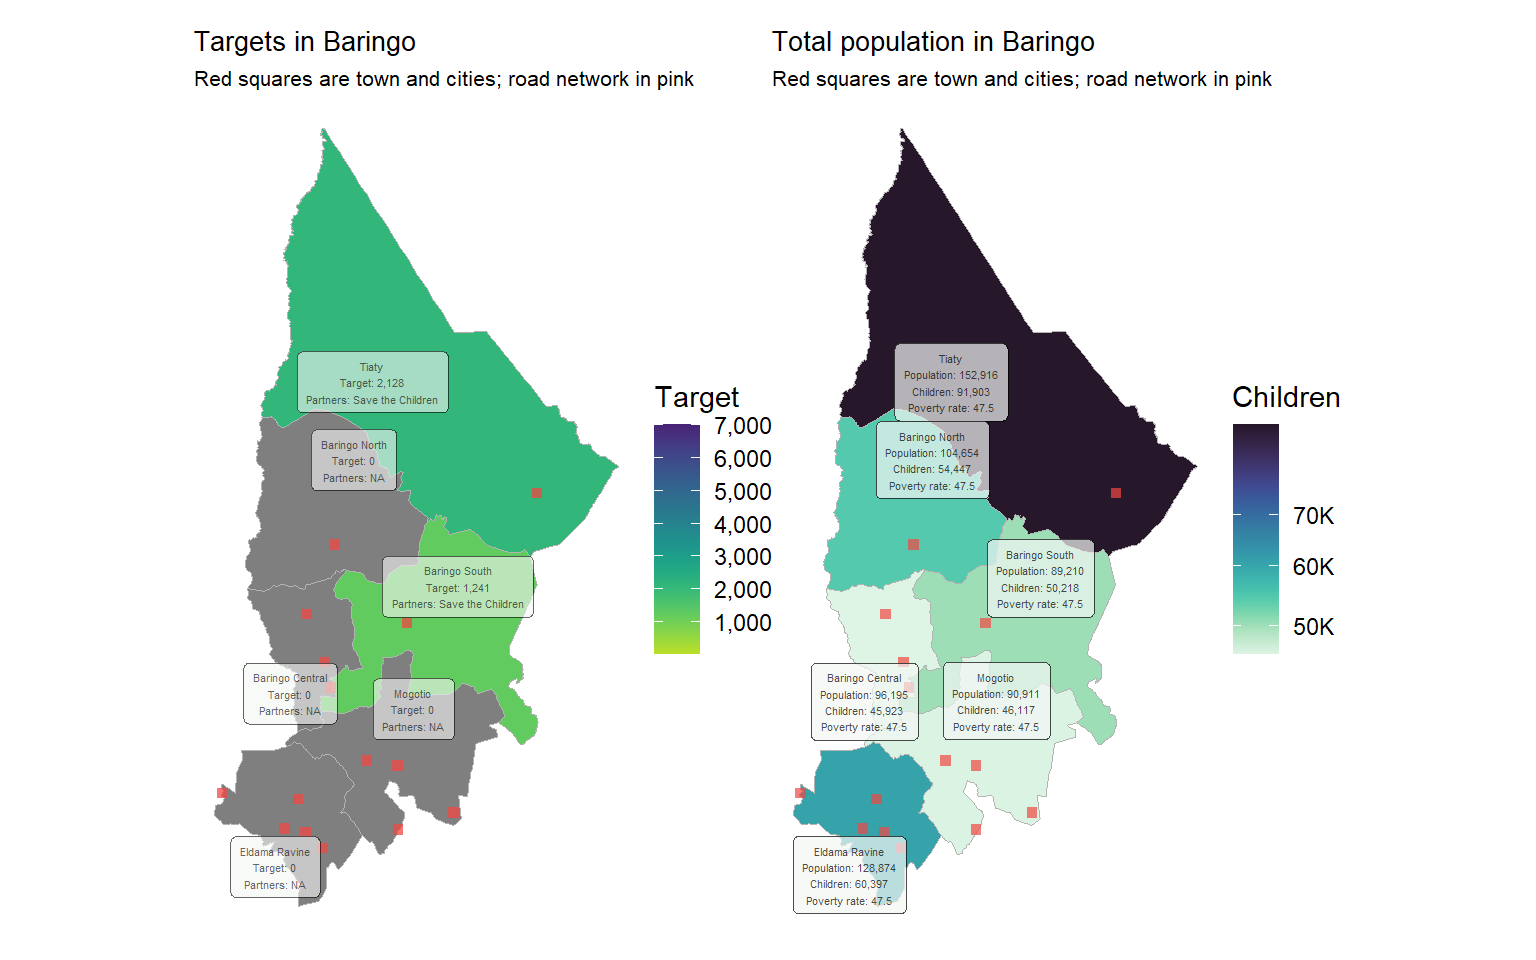 Targets in Baringo
Red squares are town and cities; road network in pink
Tiaty
Target: 2,128
Partners: Save the Children
Baringo North
Target: 0
Partners: NA
Baringo South
Target: 1,241
Partners: Save the Children
Baringo Central
Target: 0
Partners: NA
Mogotio
Target: 0
Partners: NA
Eldama Ravine
Target: 0
Partners: NA
Target
7,000
6,000
5,000
4,000
3,000
2,000
1,000
Total population in Baringo
Red squares are town and cities; road network in pink
Tiaty
Population: 152,916
Children: 91,903
Poverty rate: 47.5
Baringo North
Population: 104,654
Children: 54,447
Poverty rate: 47.5
Baringo South
Population: 89,210
Children: 50,218
Poverty rate: 47.5
Baringo Central
Population: 96,195
Children: 45,923
Poverty rate: 47.5
Mogotio
Population: 90,911
Children: 46,117
Poverty rate: 47.5
Eldama Ravine
Population: 128,874
Children: 60,397
Poverty rate: 47.5
Children
70K
60K
50K